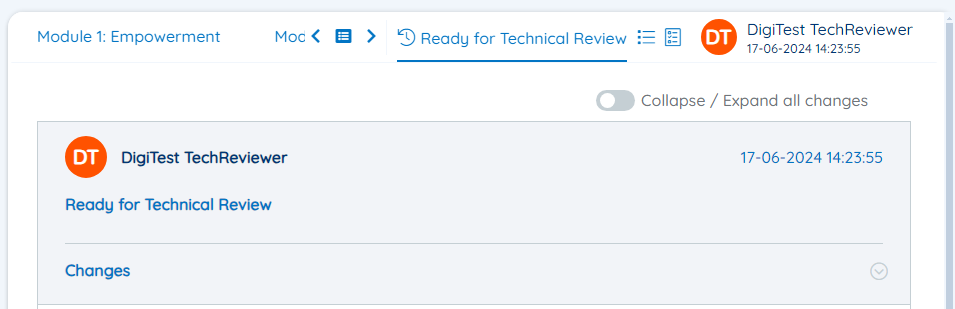 Module 1: Empowerment
Mod
Ready for Technical Review
DT
DigiTest TechReviewer
17-06-2024 14:23:55
Collapse / Expand all changes
DT
DigiTest TechReviewer
17-06-2024 14:23:55
Ready for Technical Review
Changes